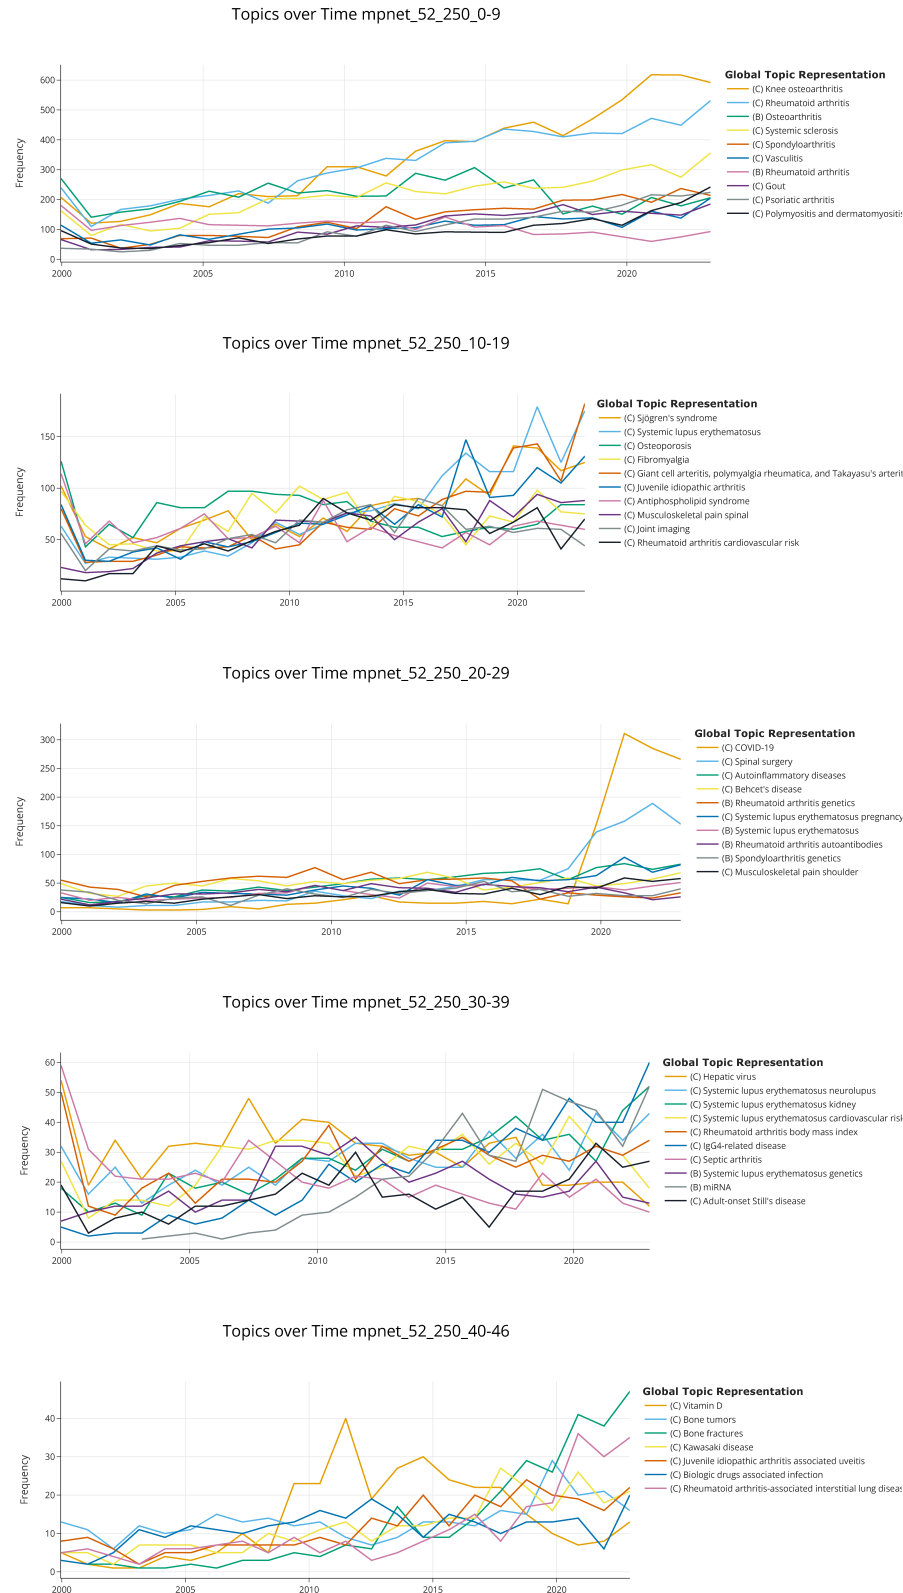 Topics over Time mpnet_52_250_0-9
Global Topic Representation
(C) Knee osteoarthritis
(C) Rheumatoid arthritis
(B) Osteoarthritis
(C) Systemic sclerosis
(C) Spondyloarthritis
(C) Vasculitis
(B) Rheumatoid arthritis
(C) Gout
(C) Psoriatic arthritis
(C) Polymyositis and dermatomyositis
Frequency
600
500
400
300
200
100
0
2000 2005 2010 2015 2020
Topics over Time mpnet_52_250_10-19
Global Topic Representation
(C) Sjögren's syndrome
(C) Systemic lupus erythematosus
(C) Osteoporosis
(C) Fibromyalgia
(C) Giant cell arteritis, polymyalgia rheumatica, and Takayasu's arterit
(C) Juvenile idiopathic arthritis
(C) Antiphospholipid syndrome
(C) Musculoskeletal pain spinal
(C) Joint imaging
(C) Rheumatoid arthritis cardiovascular risk
Frequency
150
100
50
2000 2005 2010 2015 2020
Topics over Time mpnet_52_250_20-29
Global Topic Representation
(C) COVID-19
(C) Spinal surgery
(C) Autoinflammatory diseases
(C) Behcet's disease
(B) Rheumatoid arthritis genetics
(C) Systemic lupus erythematosus pregnancy
(B) Systemic lupus erythematosus
(B) Rheumatoid arthritis autoantibodies
(B) Spondyloarthritis genetics
(C) Musculoskeletal pain shoulder
Frequency
300
250
200
150
100
50
0
2000 2005 2010 2015 2020
Topics over Time mpnet_52_250_30-39
Global Topic Representation
(C) Hepatic virus
(C) Systemic lupus erythematosus neurolupus
(C) Systemic lupus erythematosus kidney
(C) Systemic lupus erythematosus cardiovascular risk
(C) Rheumatoid arthritis body mass index
(C) IgG4-related disease
(C) Septic arthritis
(B) Systemic lupus erythematosus genetics
(B) miRNA
(C) Adult-onset Still's disease
Frequency
60
50
40
30
20
10
0
2000 2005 2010 2015 2020
Topics over Time mpnet_52_250_40-46
Global Topic Representation
(C) Vitamin D
(C) Bone tumors
(C) Bone fractures
(C) Kawasaki disease
(C) Juvenile idiopathic arthritis associated uveitis
(C) Biologic drugs associated infection
(C) Rheumatoid arthritis-associated interstitial lung diseas
Frequency
40
30
20
10
0
2000 2005 2010 2015 2020